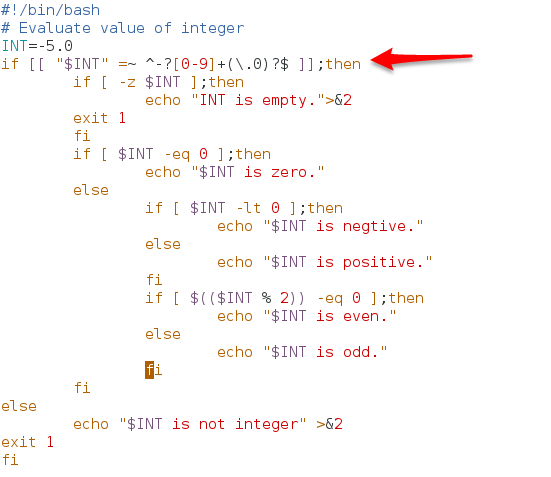 #!/bin/bash
# Evaluate value of integer
INT=-5.0
if [[ "$INT" =~ ^-?[0-9]+(\.0)?$ ]];then
        if [ -z $INT ];then
                echo "INT is empty.">&2
        exit 1
        fi
        if [ $INT -eq 0 ];then
                echo "$INT is zero."
        else
                if [ $INT -lt 0 ];then
                        echo "$INT is negtive."
                else
                        echo "$INT is positive."
                fi
                if [ $(($INT % 2)) -eq 0 ];then
                        echo "$INT is even."
                else
                        echo "$INT is odd."
                fi
        fi
else
        echo "$INT is not integer" >&2
exit 1
fi